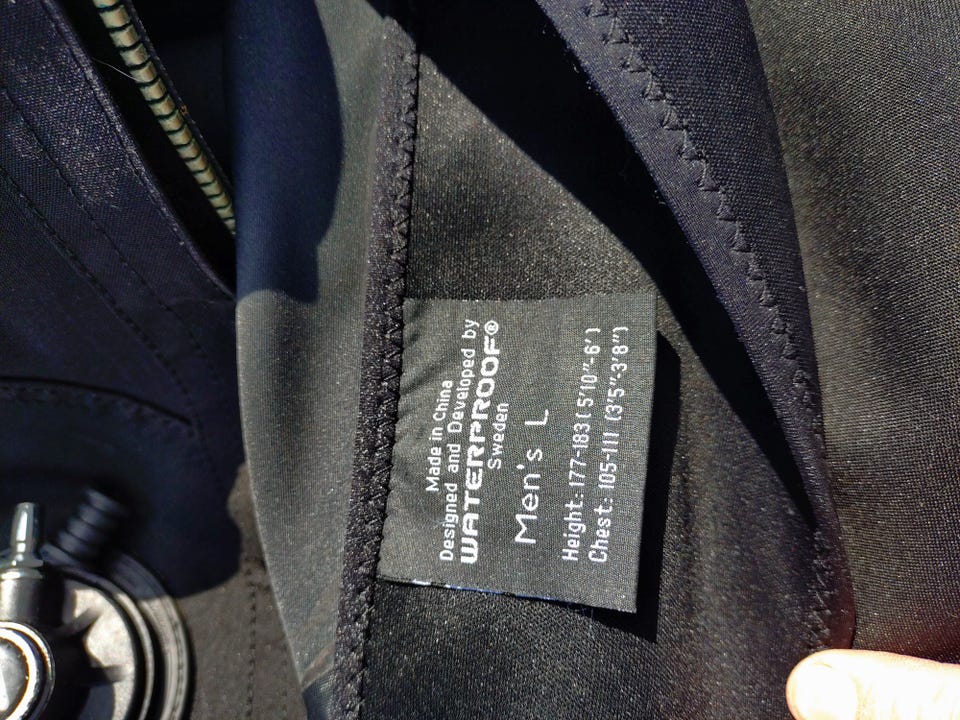 Made in China
Designed and Developed by
WATERPROOF®
Sweden
Men's L
Height: 177-183 (5'10"-6')
Chest: 105-111 (3'5"-3'8")